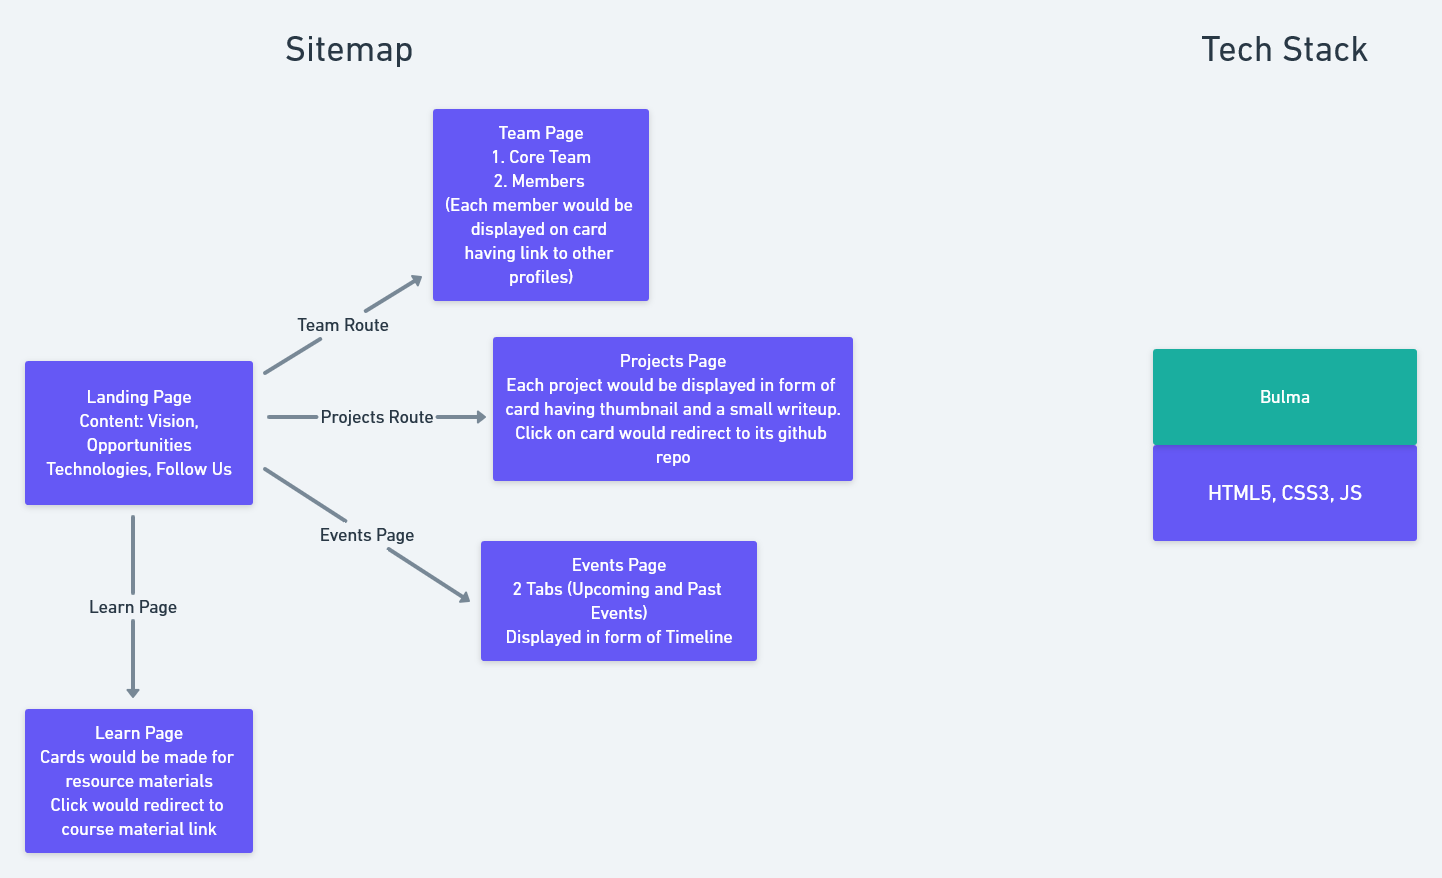 Sitemap
Tech Stack
Team Page
1. Core Team
2. Members
(Each member would be
displayed on card
having link to other
profiles)
Team Route
Projects Page
Each project would be displayed in form of
card having thumbnail and a small writeup.
Click on card would redirect to its github
repo
Landing Page
Content: Vision,
Opportunities
Technologies, Follow Us
Projects Route
Bulma
HTML5, CSS3, JS
Events Page
Events Page
2 Tabs (Upcoming and Past
Events)
Displayed in form of Timeline
Learn Page
Learn Page
Cards would be made for
resource materials
Click would redirect to
course material link